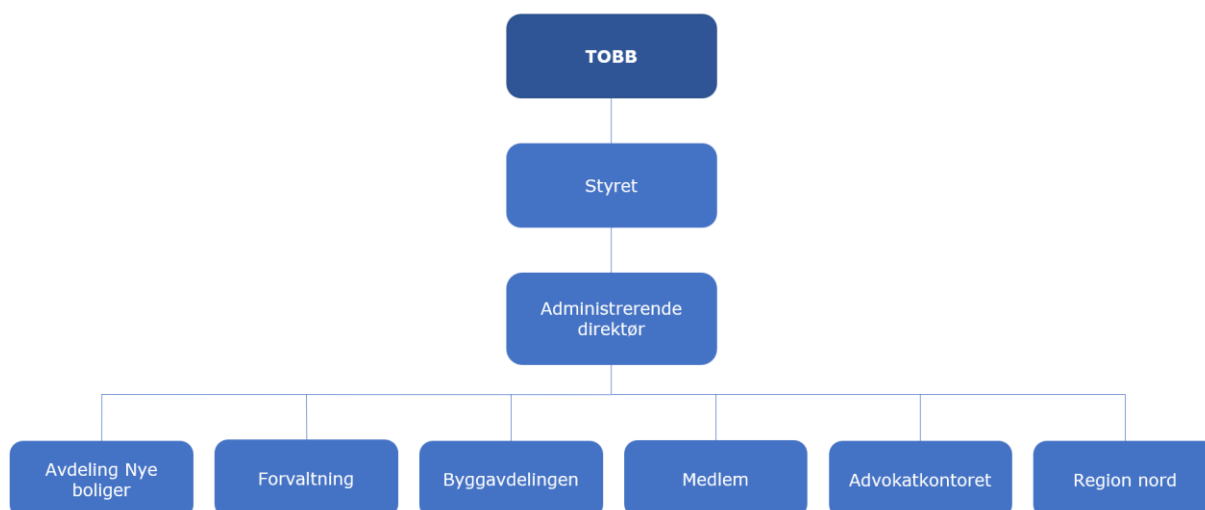 TOBB
Styret
Administrerende
direktør
Avdeling Nye
boliger
Forvaltning
Byggavdelingen
Medlem
Advokatkontoret
Region nord